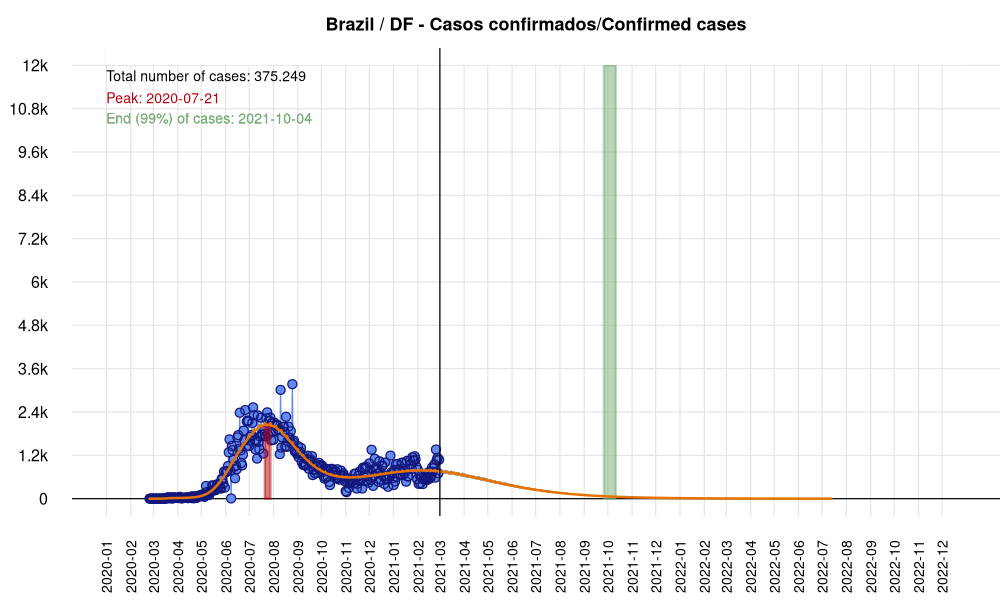 Brazil / DF - Casos confirmados/Confirmed cases
Total number of cases: 375.249
Peak: 2020-07-21
End (99%) of cases: 2021-10-04
12k
10.8k
9.6k
8.4k
7.2k
6k
4.8k
3.6k
2.4k
1.2k
0
2020-01
2020-02
2020-03
2020-04
2020-05
2020-06
2020-07
2020-08
2020-09
2020-10
2020-11
2020-12
2021-01
2021-02
2021-03
2021-04
2021-05
2021-06
2021-07
2021-08
2021-09
2021-10
2021-11
2021-12
2022-01
2022-02
2022-03
2022-04
2022-05
2022-06
2022-07
2022-08
2022-09
2022-10
2022-11
2022-12